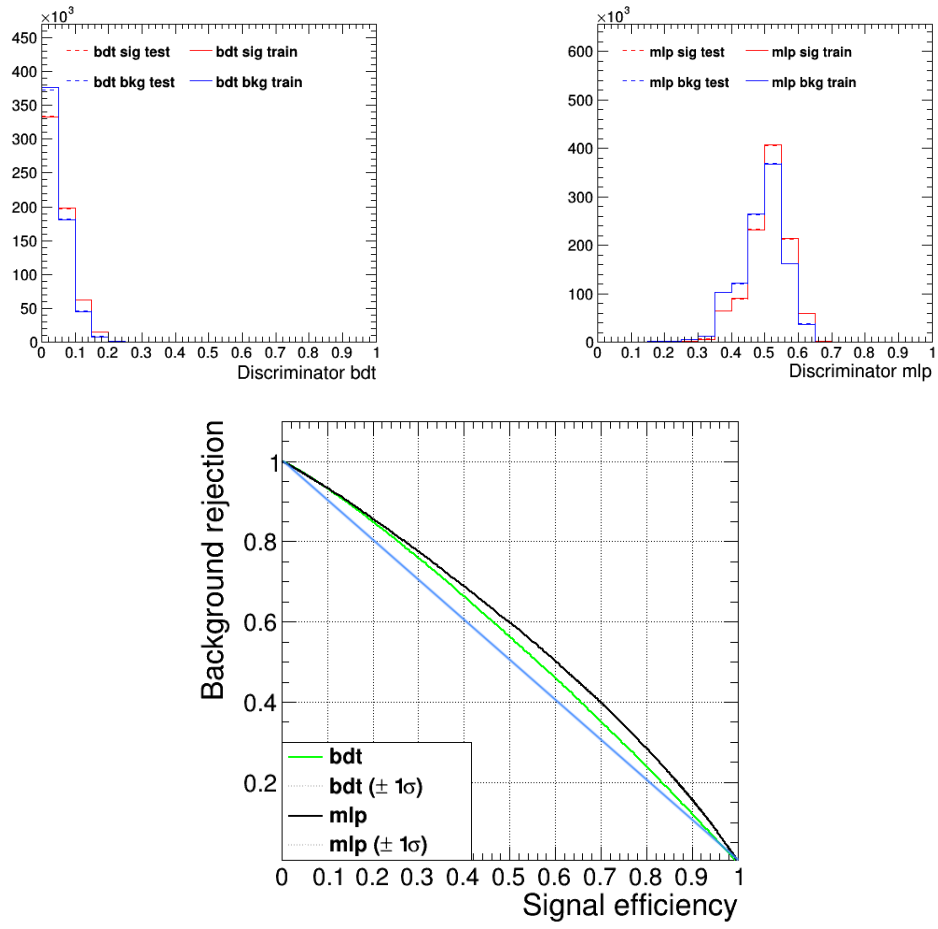 ×10³
450
400
350
300
250
200
150
100
50
0
bdt sig test bdt sig train
bdt bkg test bdt bkg train
0 0.1 0.2 0.3 0.4 0.5 0.6 0.7 0.8 0.9 1
Discriminator bdt
×10³
600
500
400
300
200
100
0
mlp sig test mlp sig train
mlp bkg test mlp bkg train
0 0.1 0.2 0.3 0.4 0.5 0.6 0.7 0.8 0.9 1
Discriminator mlp
Background rejection
1
0.8
0.6
0.4
0.2
bdt
bdt (± 1σ)
mlp
mlp (± 1σ)
0 0.1 0.2 0.3 0.4 0.5 0.6 0.7 0.8 0.9 1
Signal efficiency